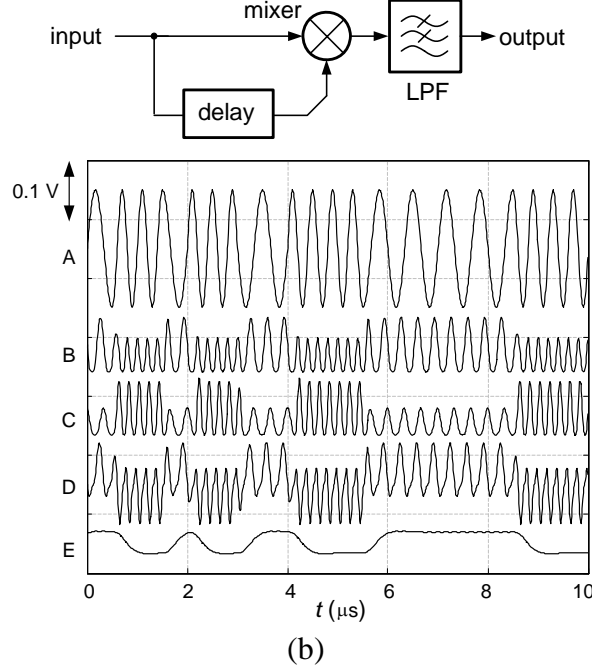 mixer
input
output
delay
LPF
0.1 V
A
B
C
D
E
0 2 4 6 8 10
t (μs)
(b)